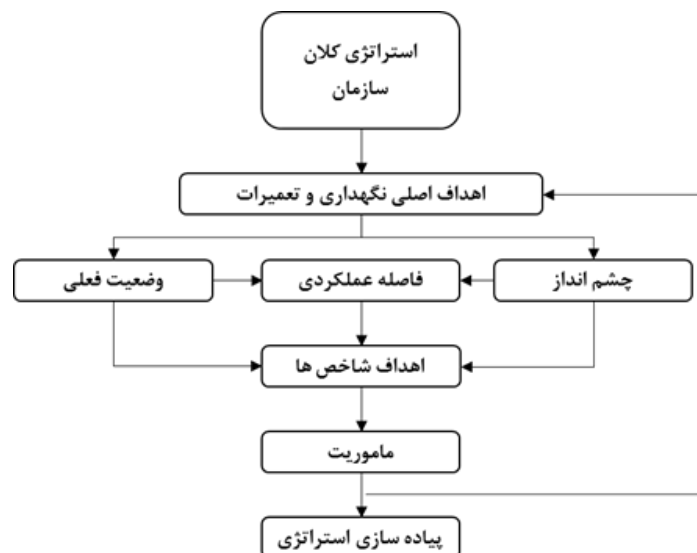 استراتژی کلان
سازمان
اهداف اصلی نگهداری و تعمیرات
چشم انداز
فاصله عملکردی
وضعیت فعلی
اهداف شاخص ها
ماموریت
پیاده سازی استراتژی